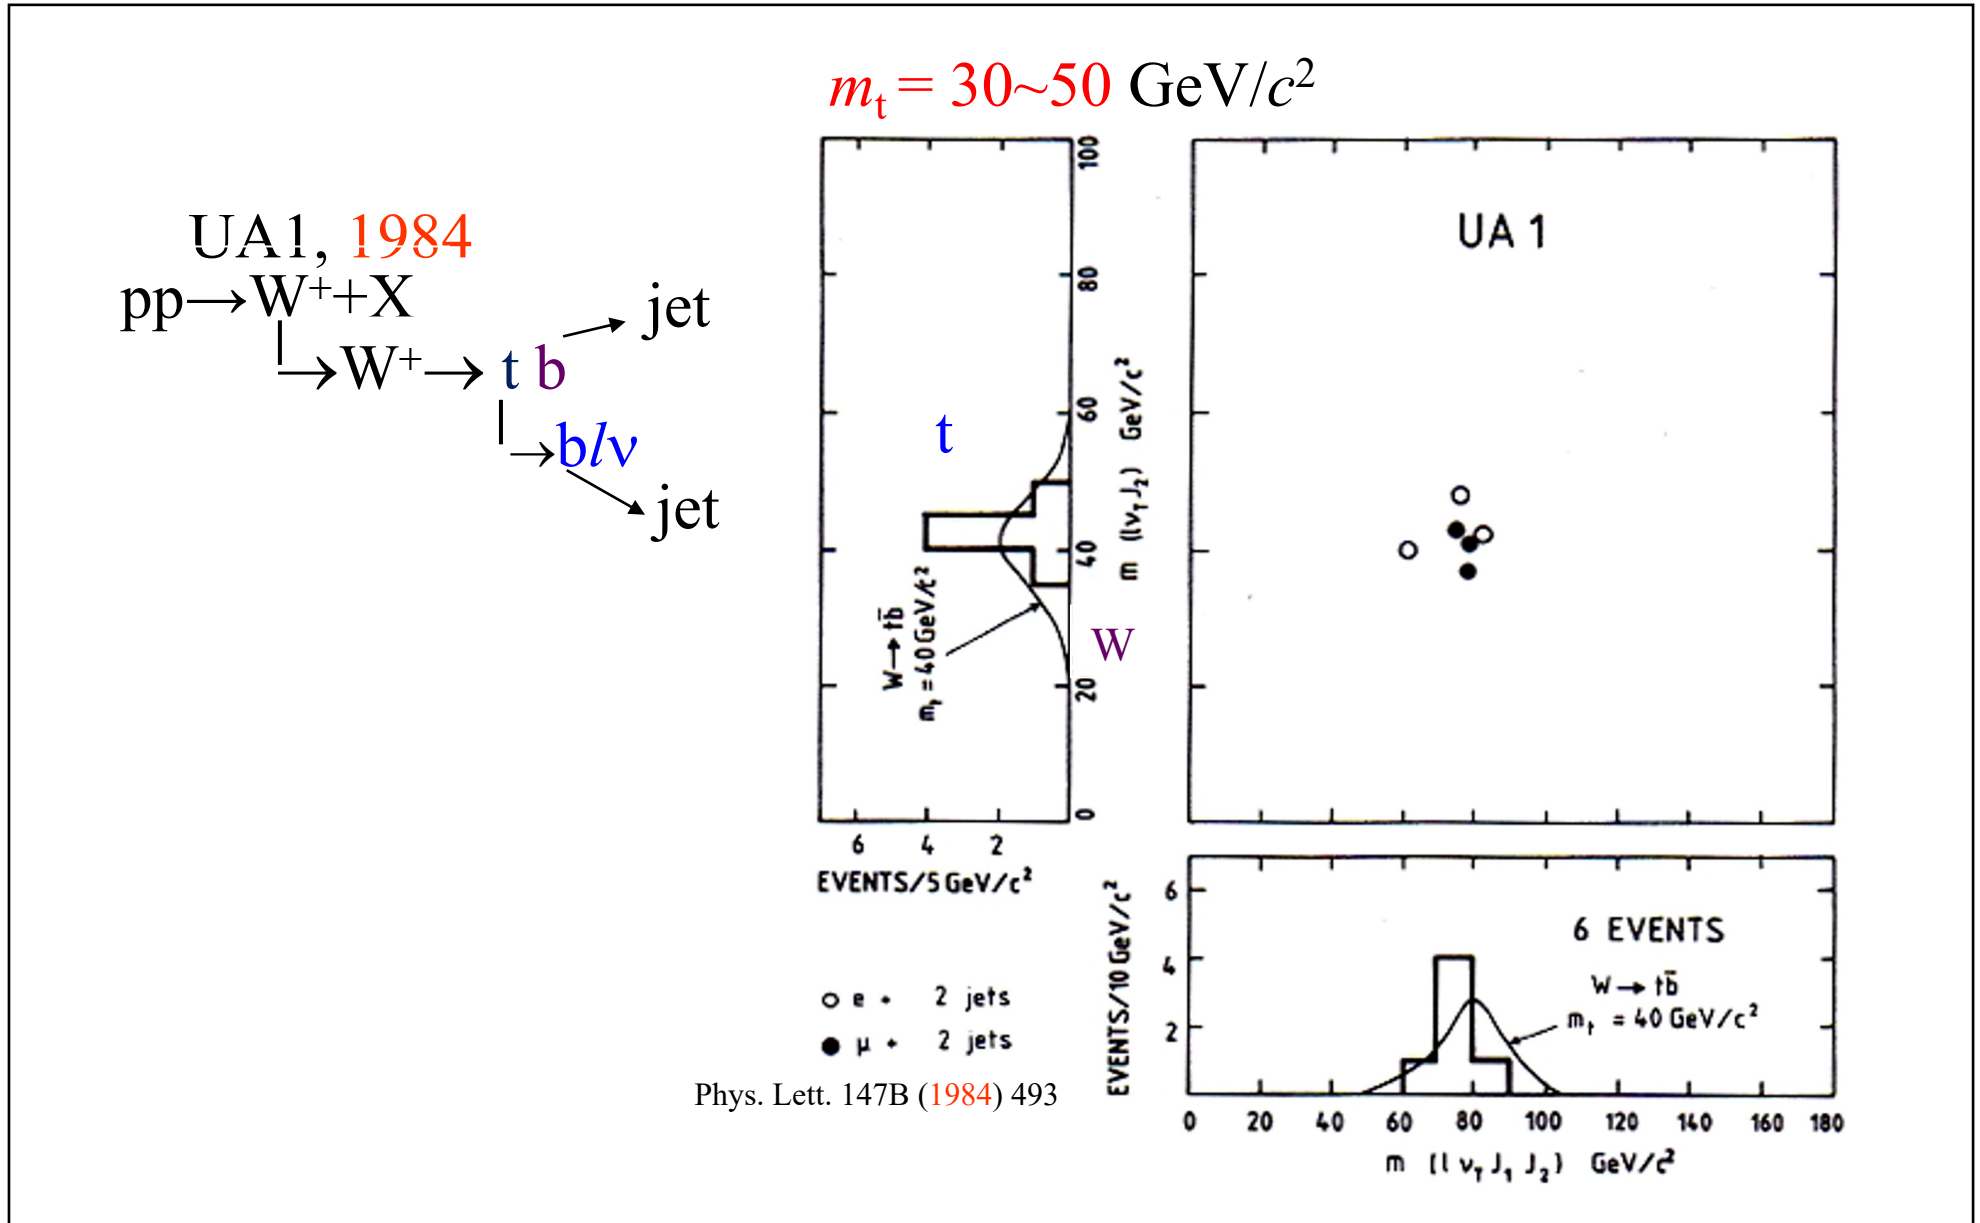 m_t = 30~50 GeV/c²
UA1, 1984
pp→W⁺+X
jet
→W⁺→ t b
→blν
jet
t
W
100
80
60
40
20
0
m (lν_T J₂) GeV/c²
W→tb̄
m_t = 40 GeV/c²
6 4 2
EVENTS/5 GeV/c²
UA 1
○ e + 2 jets
● μ + 2 jets
Phys. Lett. 147B (1984) 493
EVENTS/10 GeV/c²
6
4
2
6 EVENTS
W→tb̄
m_t = 40 GeV/c²
0 20 40 60 80 100 120 140 160 180
m (l ν_T J₁ J₂) GeV/c²